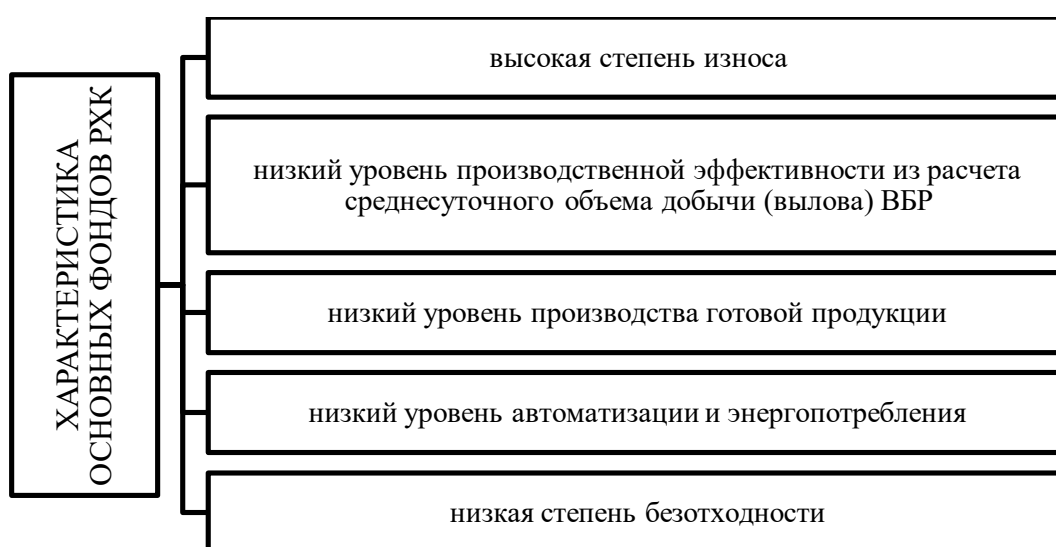 ХАРАКТЕРИСТИКА
ОСНОВНЫХ ФОНДОВ РХК
высокая степень износа
низкий уровень производственной эффективности из расчета
среднесуточного объема добычи (вылова) ВБР
низкий уровень производства готовой продукции
низкий уровень автоматизации и энергопотребления
низкая степень безотходности